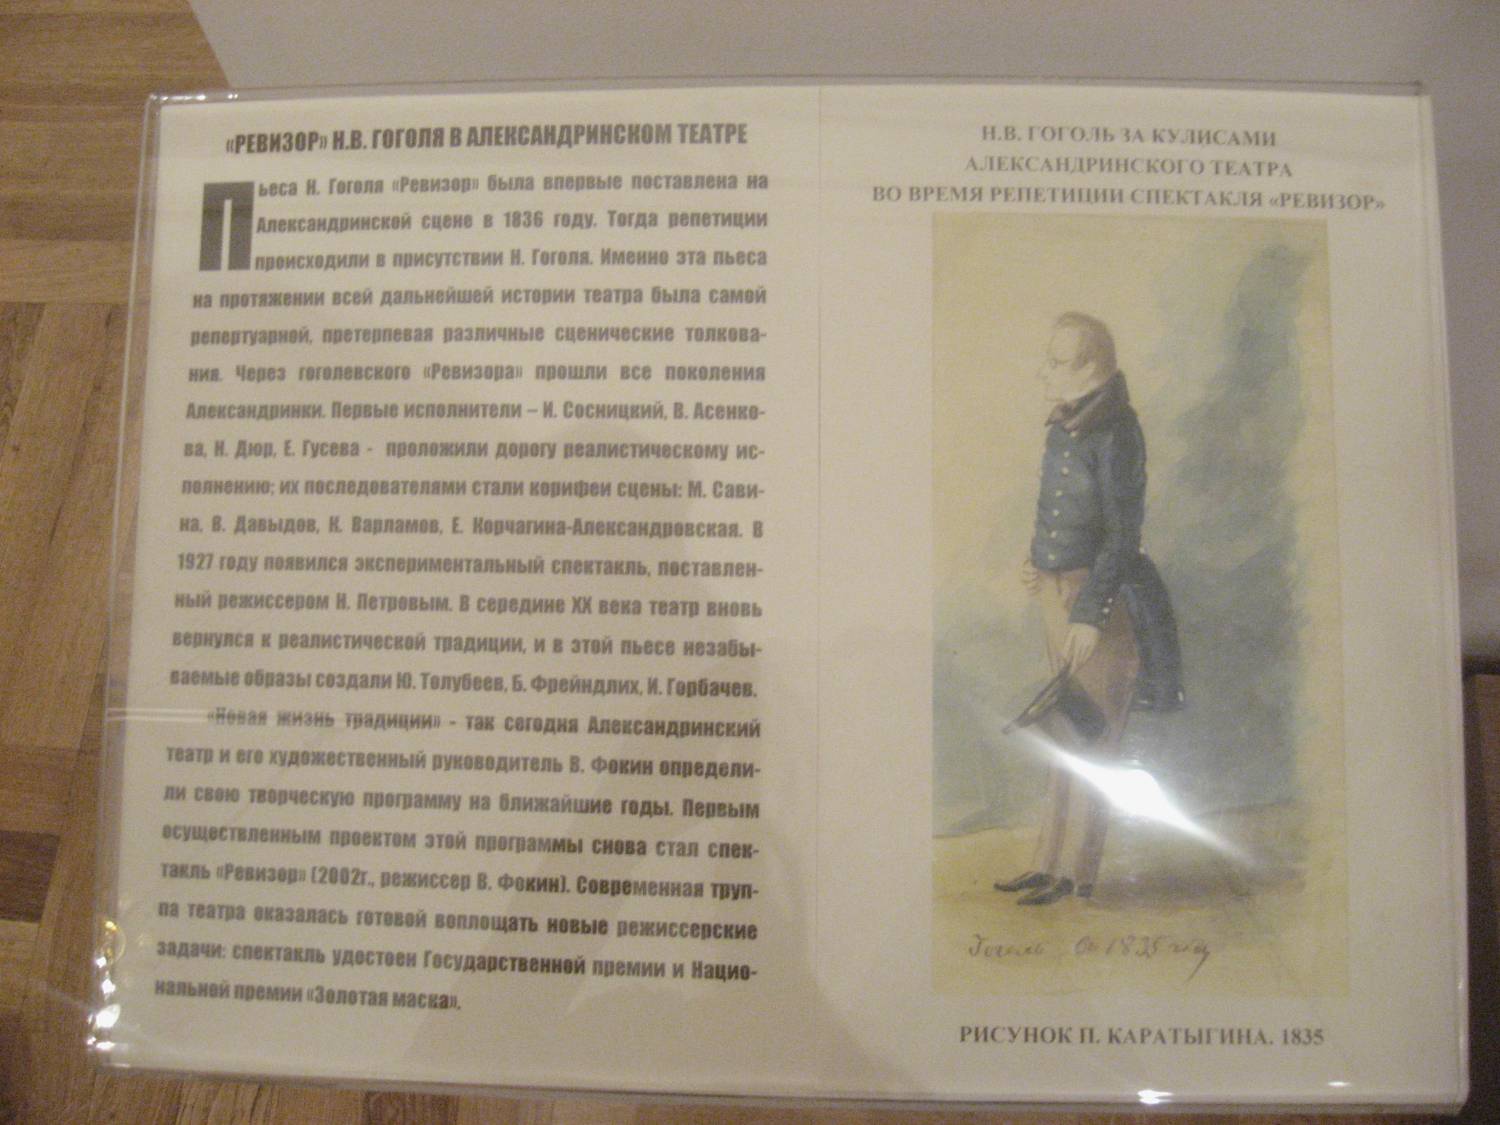 «РЕВИЗОР» Н.В. ГОГОЛЯ В АЛЕКСАНДРИНСКОМ ТЕАТРЕ
Пьеса Н. Гоголя «Ревизор» была впервые поставлена на
Александринской сцене в 1836 году. Тогда репетиции
происходили в присутствии Н. Гоголя. Именно эта пьеса
на протяжении всей дальнейшей истории театра была самой
репертуарной, претерпевая различные сценические толкова-
ния. Через гоголевского «Ревизора» прошли все поколения
Александринки. Первые исполнители – И. Сосницкий, В. Асенко-
ва, Н. Дюр, Е. Гусева - проложили дорогу реалистическому ис-
полнению; их последователями стали корифеи сцены: М. Сави-
на, В. Давыдов, К. Варламов, Е. Корчагина-Александровская. В
1927 году появился экспериментальный спектакль, поставлен-
ный режиссером Н. Петровым. В середине XX века театр вновь
вернулся к реалистической традиции, и в этой пьесе незабы-
ваемые образы создали Ю. Толубеев, Б. Фрейндлих, И. Горбачев.
«Новая жизнь традиции» - так сегодня Александринский
театр и его художественный руководитель В. Фокин определи-
ли свою творческую программу на ближайшие годы. Первым
осуществленным проектом этой программы снова стал спек-
такль «Ревизор» (2002г., режиссер В. Фокин). Современная труп-
па театра оказалась готовой воплощать новые режиссерские
задачи: спектакль удостоен Государственной премии и Нацио-
нальной премии «Золотая маска».
Н.В. ГОГОЛЬ ЗА КУЛИСАМИ
АЛЕКСАНДРИНСКОГО ТЕАТРА
ВО ВРЕМЯ РЕПЕТИЦИИ СПЕКТАКЛЯ «РЕВИЗОР»
Гоголь 1835
РИСУНОК П. КАРАТЫГИНА. 1835